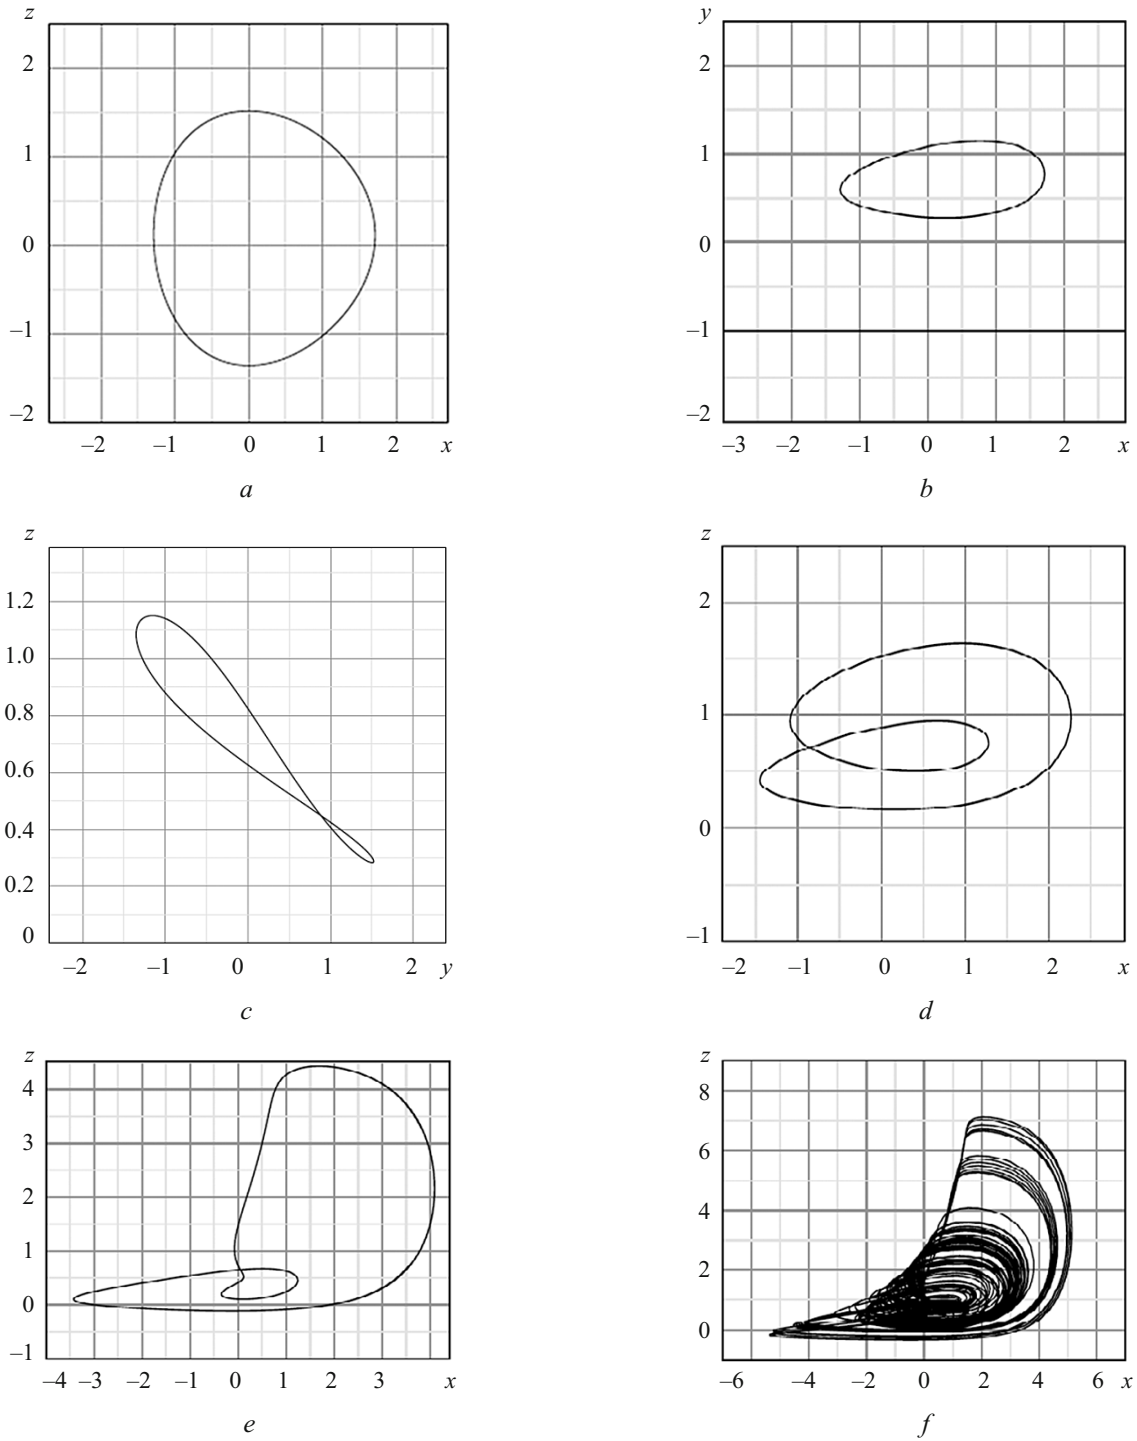 z
2
1
0
–1
–2
–2 –1 0 1 2 x
a
y
2
1
0
–1
–2
–3 –2 –1 0 1 2 x
b
z
1.2
1.0
0.8
0.6
0.4
0.2
0
–2 –1 0 1 2 y
c
z
2
1
0
–1
–2 –1 0 1 2 x
d
z
4
3
2
1
0
–1
–4 –3 –2 –1 0 1 2 3 x
e
z
8
6
4
2
0
–6 –4 –2 0 2 4 6 x
f